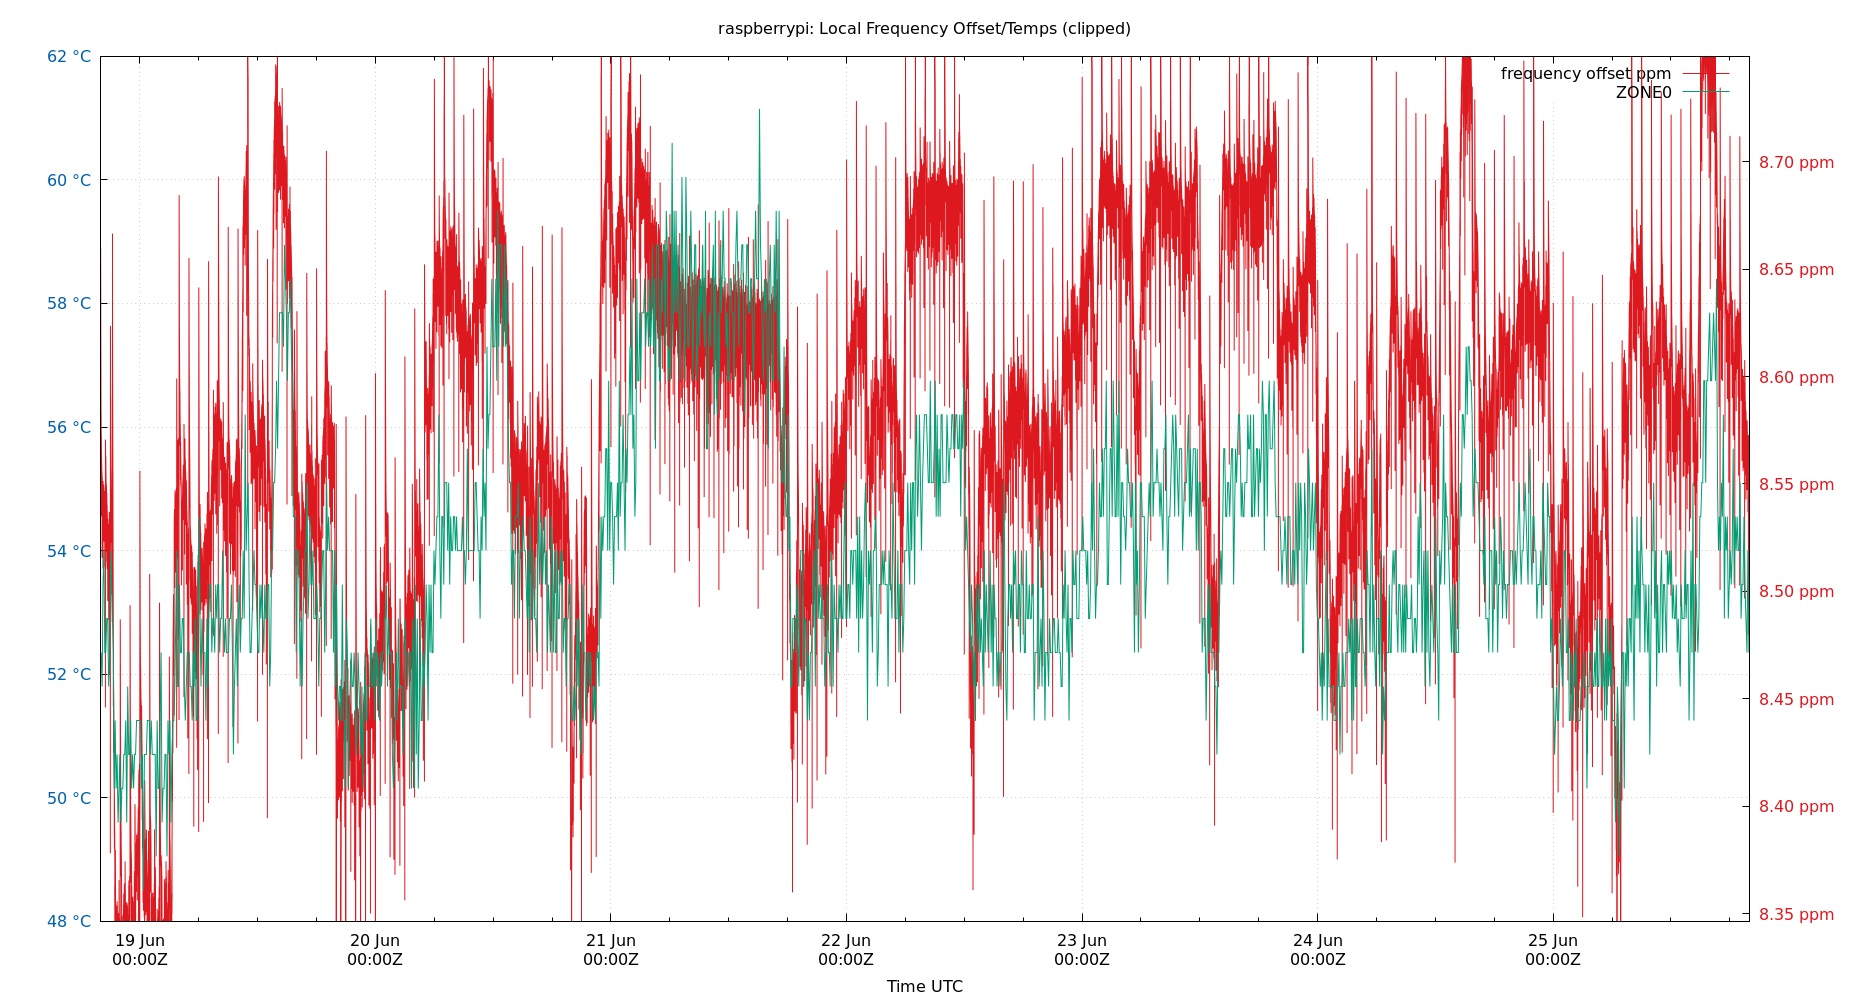 raspberrypi: Local Frequency Offset/Temps (clipped)
frequency offset ppm
ZONE0
62 °C
60 °C
58 °C
56 °C
54 °C
52 °C
50 °C
48 °C
8.70 ppm
8.65 ppm
8.60 ppm
8.55 ppm
8.50 ppm
8.45 ppm
8.40 ppm
8.35 ppm
19 Jun 20 Jun 21 Jun 22 Jun 23 Jun 24 Jun 25 Jun
00:00Z 00:00Z 00:00Z 00:00Z 00:00Z 00:00Z 00:00Z
Time UTC